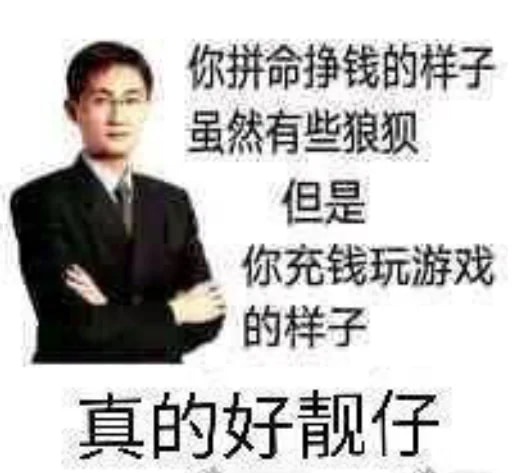 你拼命挣钱的样子
虽然有些狼狈
但是
你充钱玩游戏
的样子
真的好靓仔